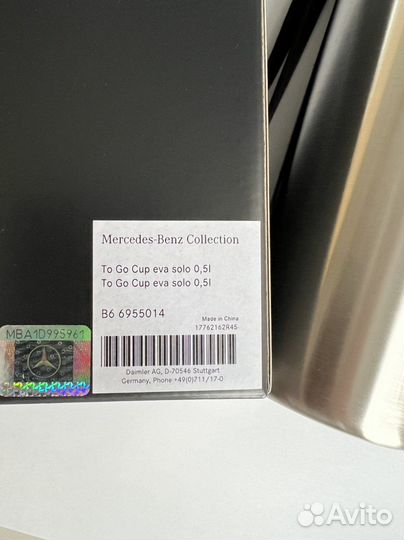 Mercedes-Benz Collection
To Go Cup eva solo 0,5l
To Go Cup eva solo 0,5l
B6 6955014
Made in China
17762162R45
MBA1D995961
Daimler AG, D-70546 Stuttgart
Germany, Phone +49(0)711/17-0
Avito